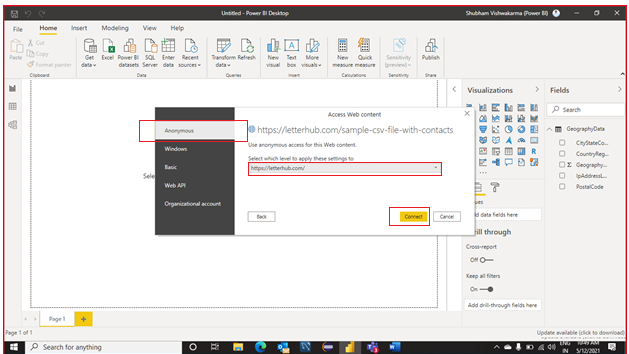 Untitled - Power BI Desktop
Shubham Vishwakarma (Power BI)
File
Home
Insert
Modeling
View
Help
Paste
Cut
Copy
Format painter
Get data
Excel
Power BI datasets
SQL Server
Enter data
Recent sources
Transform data
Refresh
New visual
Text box
More visuals
New measure
Quick measure
Sensitivity (preview)
Publish
Clipboard
Data
Queries
Insert
Calculations
Sensitivity
Share
Visualizations
Fields
Search
GeographyData
CityStateCo...
CountryReg...
Geography...
IpAddressL...
PostalCode
Access Web content
Anonymous
Windows
Basic
Web API
Organizational account
https://letterhub.com/sample-csv-file-with-contacts
Use anonymous access for this Web content.
Select which level to apply these settings to
https://letterhub.com/
Back
Connect
Cancel
Sele
ues
dd data fields here
rill through
Cross-report
Off
Keep all filters
On
Add drill-through fields here
Page 1
Page 1 of 1
Update available (click to download)
Search for anything
ENG
IN
10:49 AM
5/12/2021